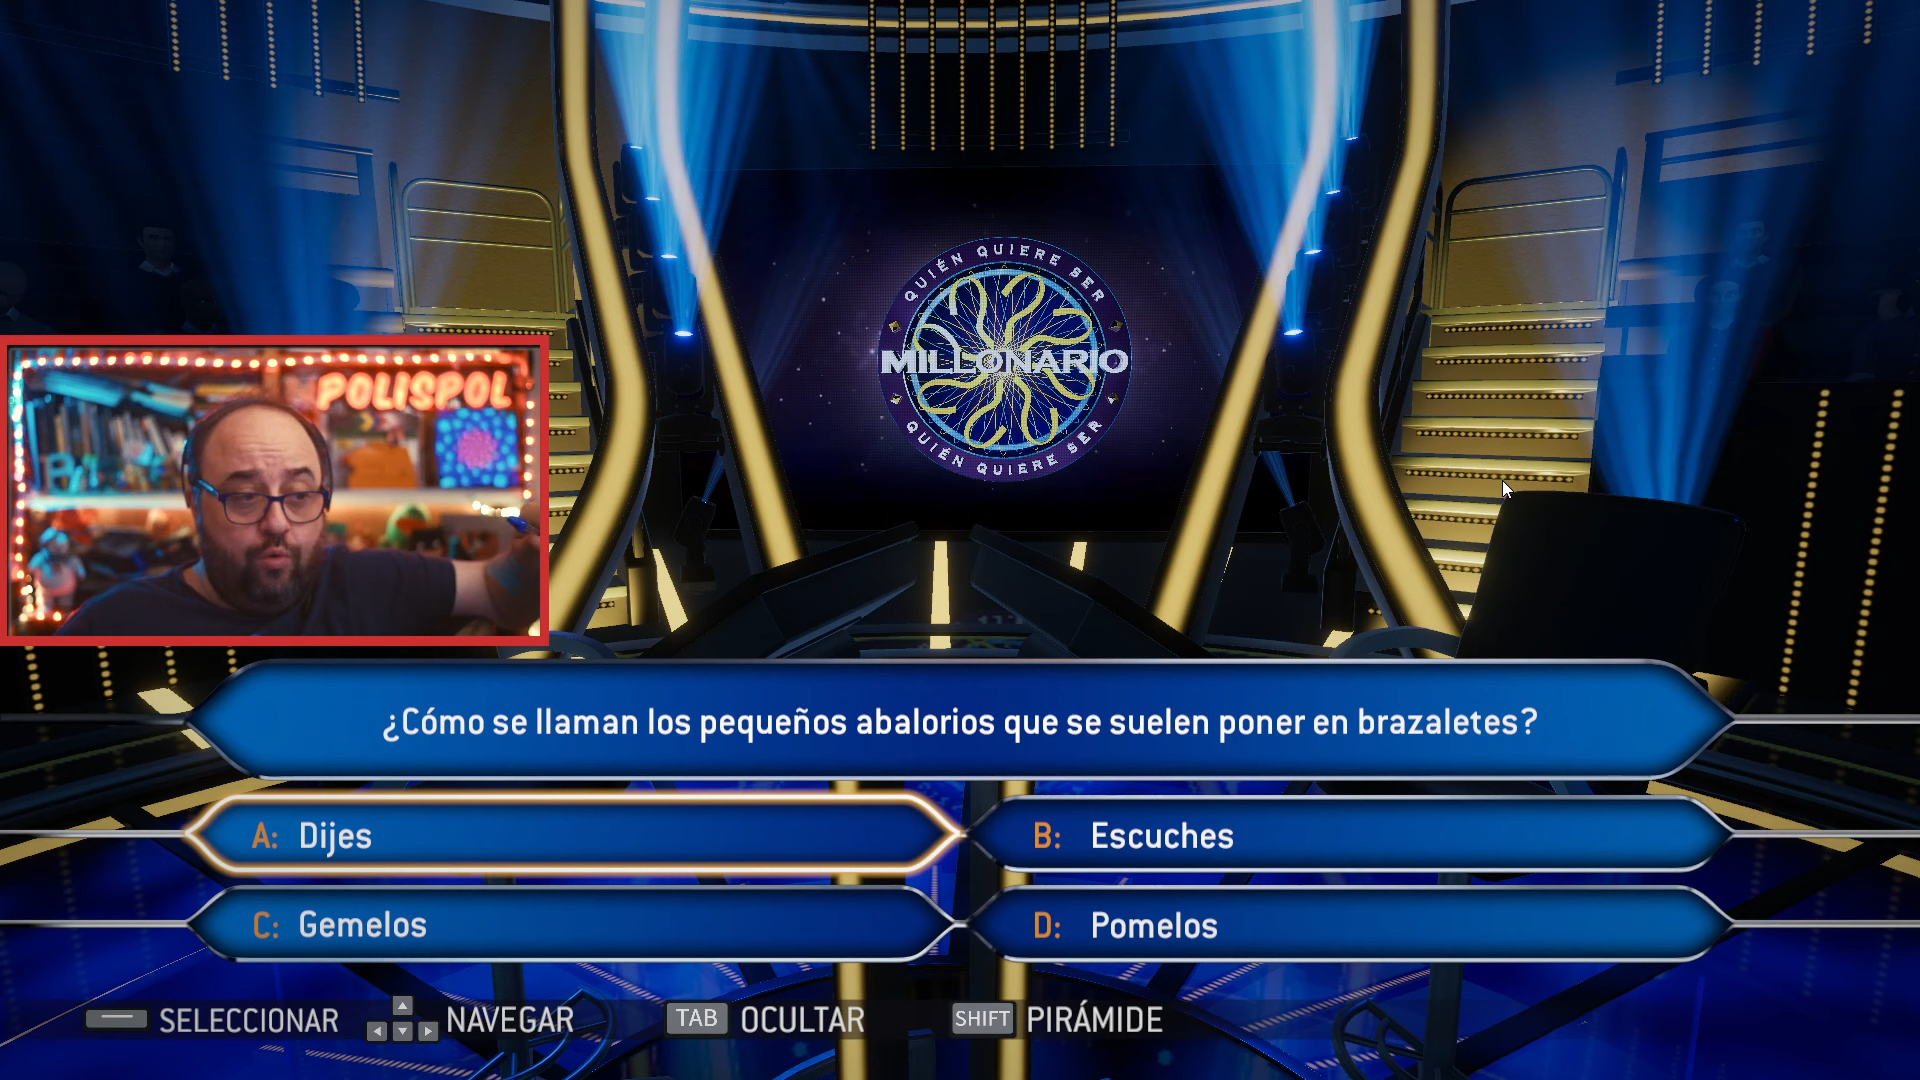 QUIÉN QUIERE SER
MILLONARIO
QUIÉN QUIERE SER
POLISPOL
¿Cómo se llaman los pequeños abalorios que se suelen poner en brazaletes?
A: Dijes
B: Escuches
C: Gemelos
D: Pomelos
SELECCIONAR
NAVEGAR
TAB OCULTAR
SHIFT PIRÁMIDE